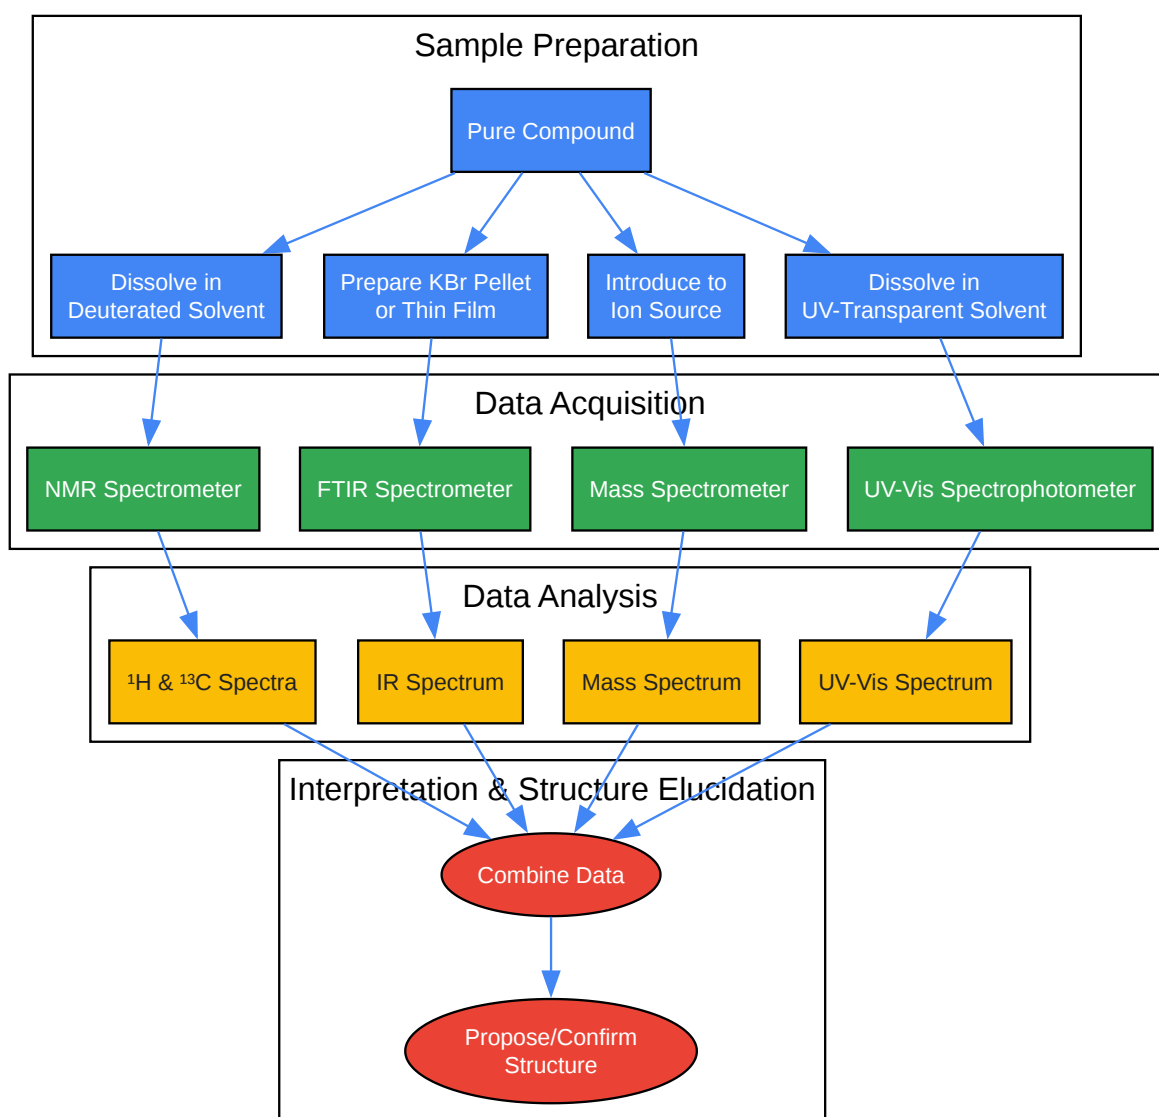 Sample Preparation
Pure Compound
Dissolve in
Deuterated Solvent
Prepare KBr Pellet
or Thin Film
Introduce to
Ion Source
Dissolve in
UV-Transparent Solvent
Data Acquisition
NMR Spectrometer
FTIR Spectrometer
Mass Spectrometer
UV-Vis Spectrophotometer
Data Analysis
¹H & ¹³C Spectra
IR Spectrum
Mass Spectrum
UV-Vis Spectrum
Interpretation & Structure Elucidation
Combine Data
Propose/Confirm
Structure